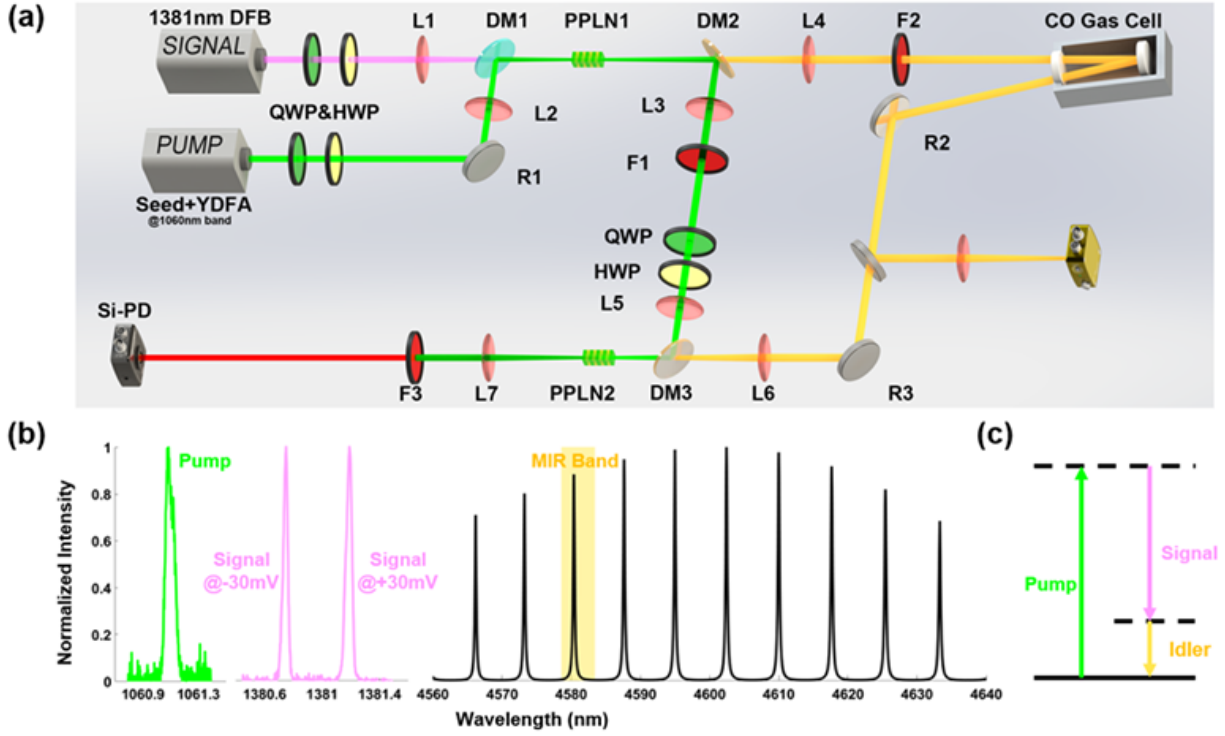 (a)
1381nm DFB
SIGNAL
L1
DM1
PPLN1
DM2
L4
F2
CO Gas Cell
QWP&HWP
L2
L3
PUMP
R1
F1
R2
Seed+YDFA
@1060nm band
QWP
HWP
L5
Si-PD
F3
L7
PPLN2
DM3
L6
R3
(b)
Normalized Intensity
1
0.8
0.6
0.4
0.2
0
Pump
Signal
@-30mV
Signal
@+30mV
MIR Band
1060.9
1061.3
1380.6
1381
1381.4
4560
4570
4580
4590
4600
4610
4620
4630
4640
Wavelength (nm)
(c)
Pump
Signal
Idler